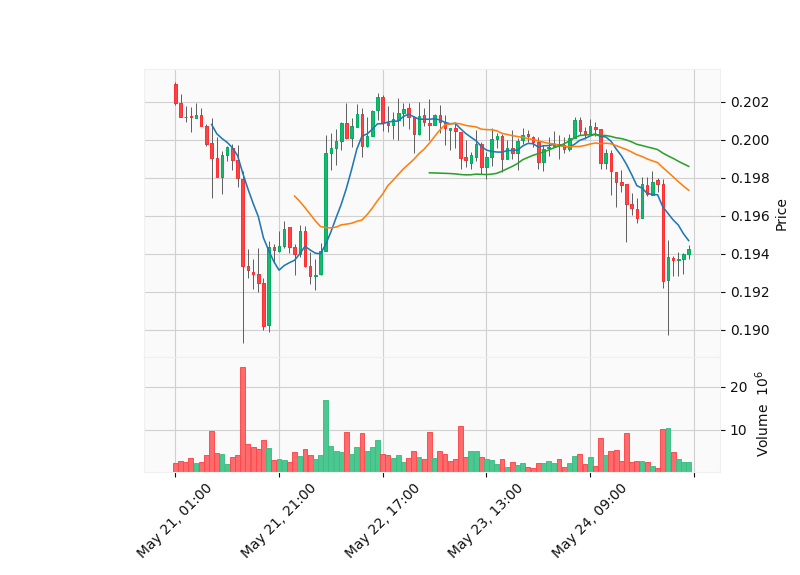 0.202
0.200
0.198
0.196
0.194
0.192
0.190
Price
20
10
Volume 10^6
May 21, 01:00
May 21, 21:00
May 22, 17:00
May 23, 13:00
May 24, 09:00